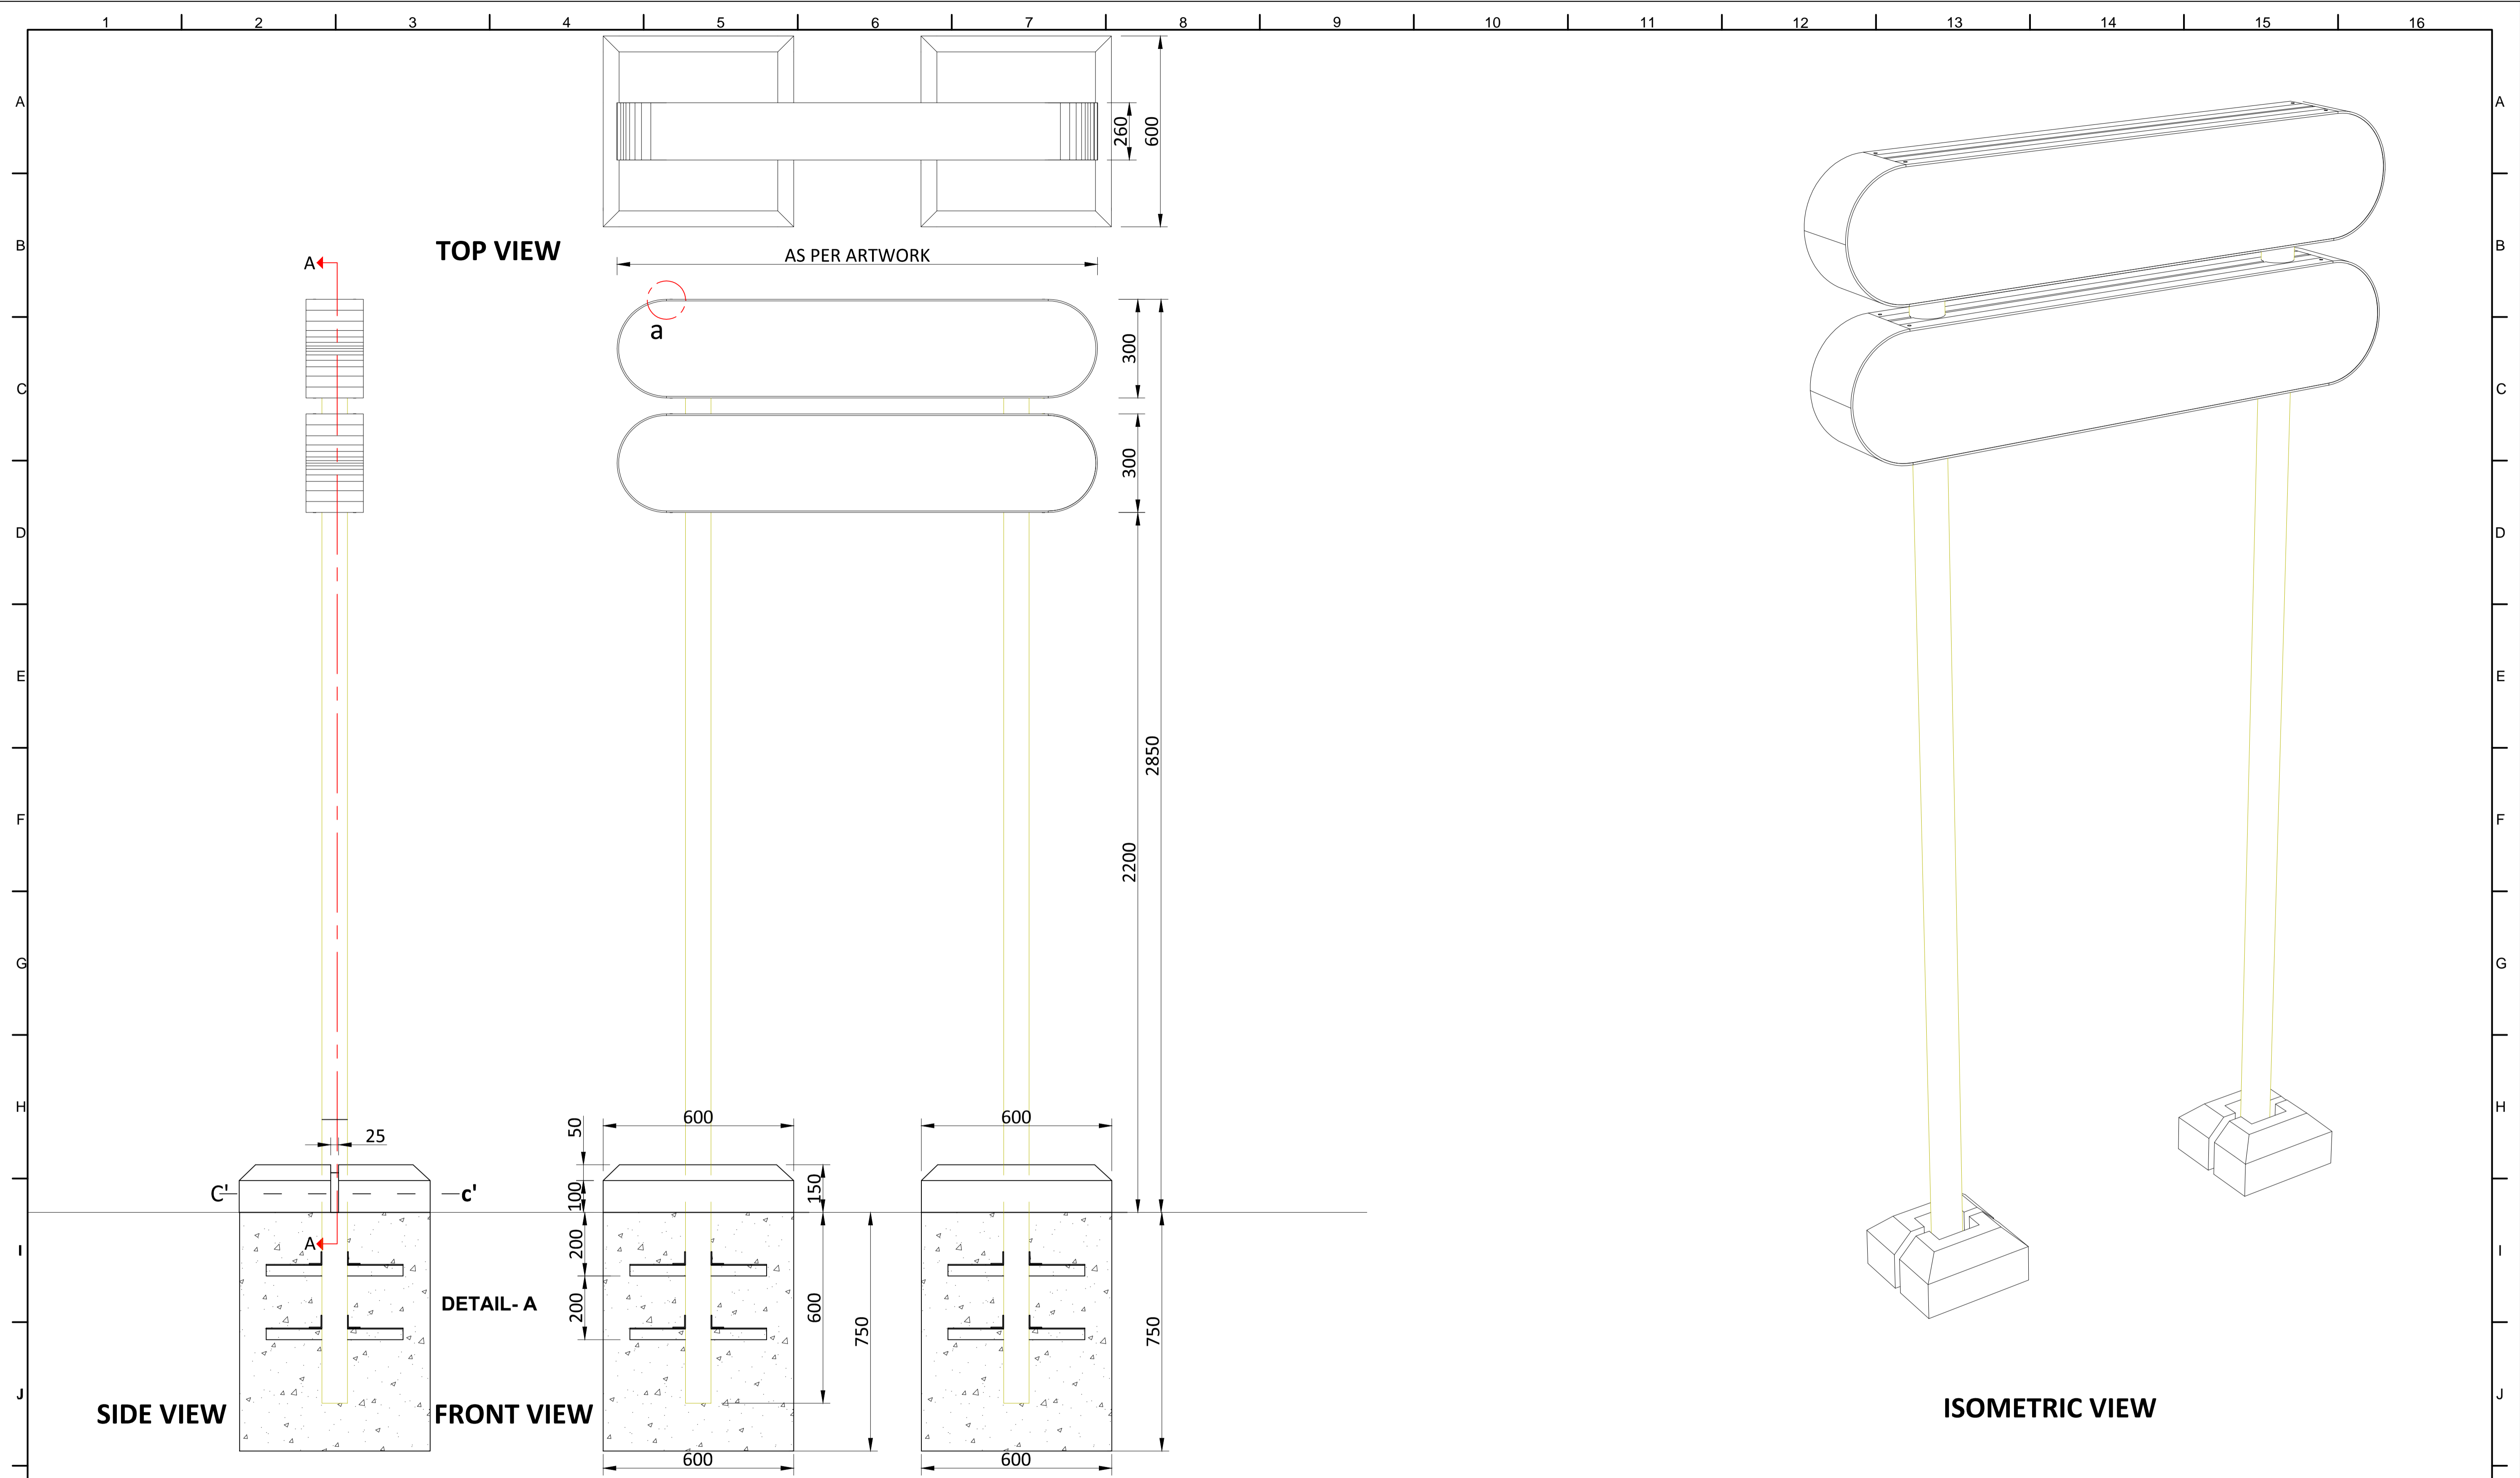 1 2 3 4 5 6 7 8 9 10 11 12 13 14 15 16
A
A
260
600
B
TOP VIEW
AS PER ARTWORK
B
A
a
300
C
C
300
D
D
E
E
2850
F
F
2200
G
G
H
H
50
600
600
25
C'
c'
100
150
I
A
200
I
DETAIL- A
200
600
750
750
J
SIDE VIEW
FRONT VIEW
ISOMETRIC VIEW
J
600
600